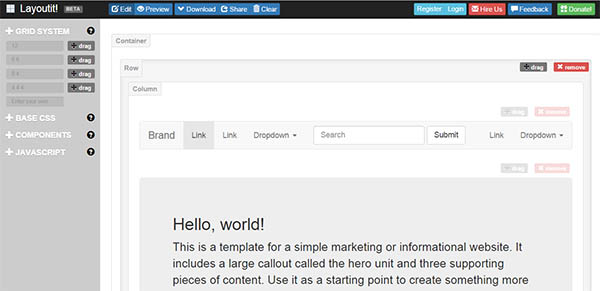 Layoutit! BETA Edit Preview Download Share Clear Register Login Hire Us Feedback Donate!
GRID SYSTEM
12 drag
6 6 drag
8 4 drag
4 4 4 drag
Enter your own
BASE CSS
COMPONENTS
JAVASCRIPT
Container
Row drag remove
Column
drag remove
Brand Link Link Dropdown Search Submit Link Dropdown
drag remove
Hello, world!
This is a template for a simple marketing or informational website. It
includes a large callout called the hero unit and three supporting
pieces of content. Use it as a starting point to create something more